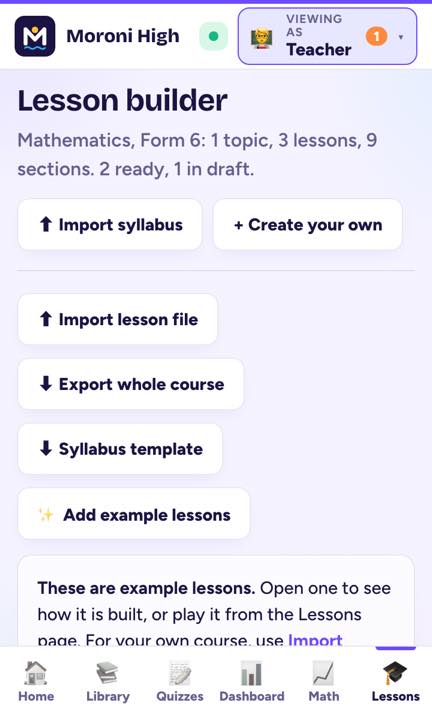 Moroni High
VIEWING
AS
Teacher
1
Lesson builder
Mathematics, Form 6: 1 topic, 3 lessons, 9
sections. 2 ready, 1 in draft.
⬆ Import syllabus
+ Create your own
⬆ Import lesson file
⬇ Export whole course
⬇ Syllabus template
✨ Add example lessons
These are example lessons. Open one to see
how it is built, or play it from the Lessons
page. For your own course, use Import
Home
Library
Quizzes
Dashboard
Math
Lessons